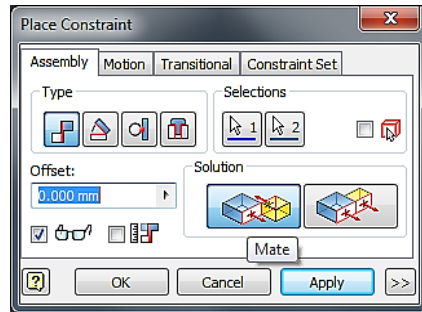 Place Constraint
Assembly Motion Transitional Constraint Set
Type
Selections
1 2
Offset:
Solution
0.000 mm
Mate
OK Cancel Apply >>